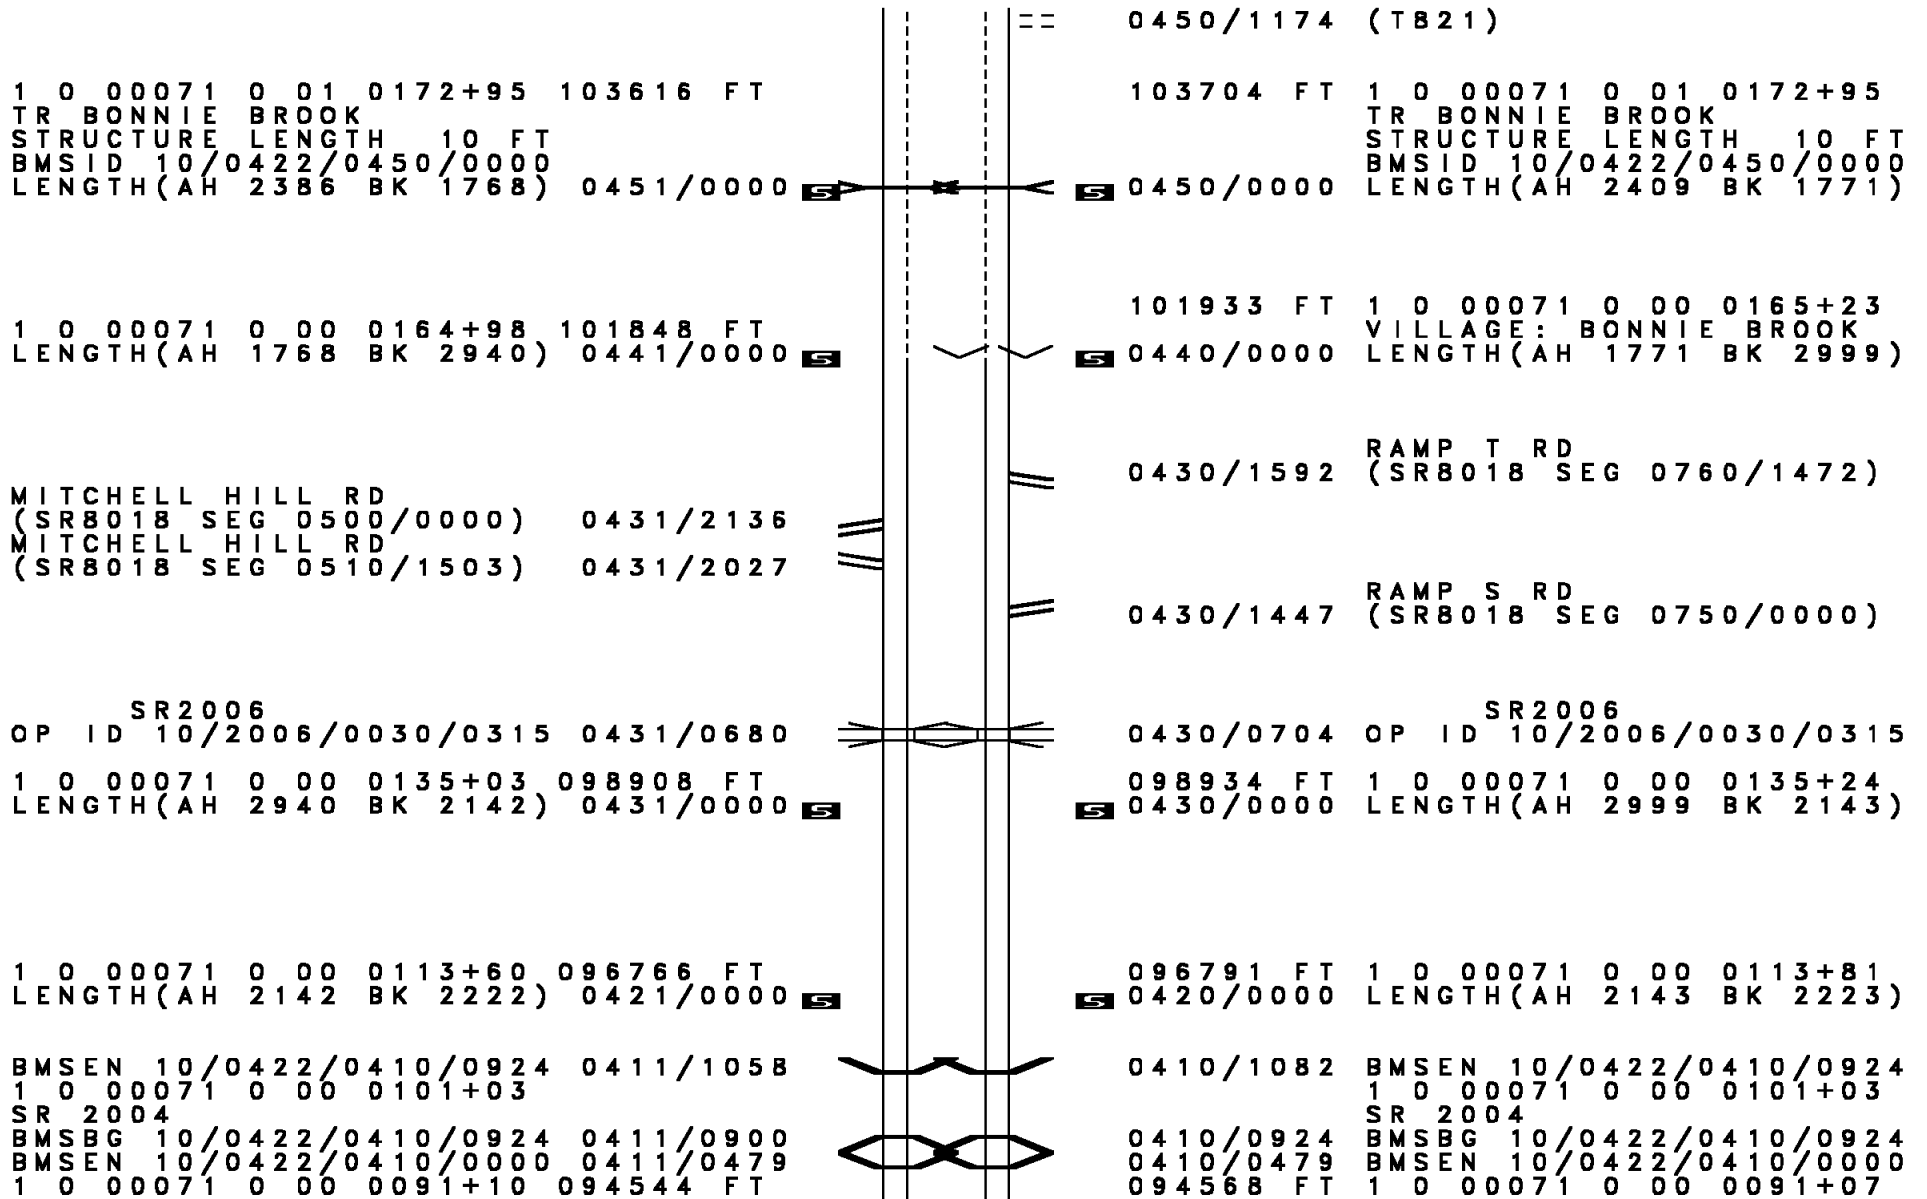 0450/1174 (T821)
1 0 00071 0 01 0172+95 103616 FT
TR BONNIE BROOK
STRUCTURE LENGTH 10 FT
BMSID 10/0422/0450/0000
LENGTH(AH 2386 BK 1768) 0451/0000 S
103704 FT 1 0 00071 0 01 0172+95
TR BONNIE BROOK
STRUCTURE LENGTH 10 FT
BMSID 10/0422/0450/0000
S 0450/0000 LENGTH(AH 2409 BK 1771)
1 0 00071 0 00 0164+98 101848 FT
LENGTH(AH 1768 BK 2940) 0441/0000 S
101933 FT 1 0 00071 0 00 0165+23
VILLAGE: BONNIE BROOK
S 0440/0000 LENGTH(AH 1771 BK 2999)
RAMP T RD
0430/1592 (SR8018 SEG 0760/1472)
MITCHELL HILL RD
(SR8018 SEG 0500/0000) 0431/2136
MITCHELL HILL RD
(SR8018 SEG 0510/1503) 0431/2027
RAMP S RD
0430/1447 (SR8018 SEG 0750/0000)
SR2006
OP ID 10/2006/0030/0315 0431/0680
SR2006
0430/0704 OP ID 10/2006/0030/0315
1 0 00071 0 00 0135+03 098908 FT
LENGTH(AH 2940 BK 2142) 0431/0000 S
098934 FT 1 0 00071 0 00 0135+24
S 0430/0000 LENGTH(AH 2999 BK 2143)
1 0 00071 0 00 0113+60 096766 FT
LENGTH(AH 2142 BK 2222) 0421/0000 S
096791 FT 1 0 00071 0 00 0113+81
S 0420/0000 LENGTH(AH 2143 BK 2223)
BMSEN 10/0422/0410/0924 0411/1058
1 0 00071 0 00 0101+03
SR 2004
BMSBG 10/0422/0410/0924 0411/0900
BMSEN 10/0422/0410/0000 0411/0479
1 0 00071 0 00 0091+10 094544 FT
0410/1082 BMSEN 10/0422/0410/0924
1 0 00071 0 00 0101+03
SR 2004
0410/0924 BMSBG 10/0422/0410/0924
0410/0479 BMSEN 10/0422/0410/0000
094568 FT 1 0 00071 0 00 0091+07